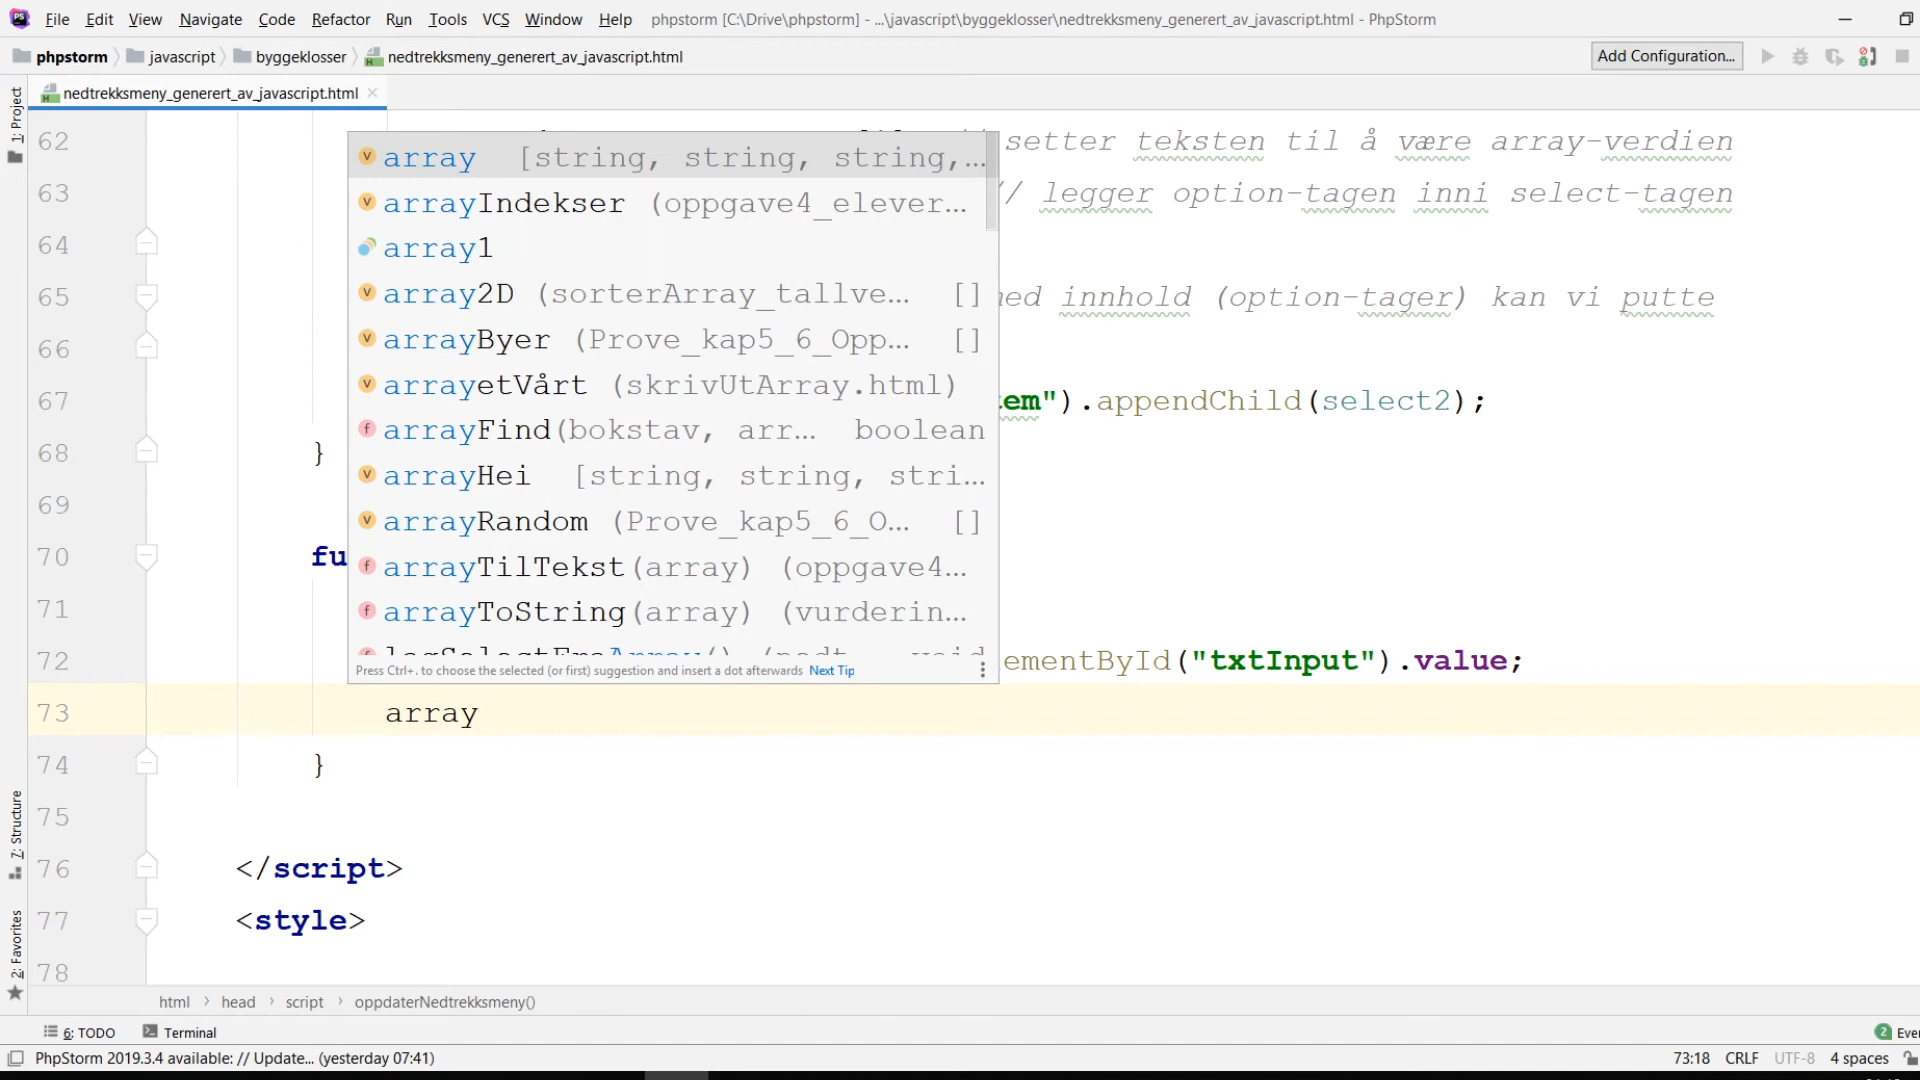 File Edit View Navigate Code Refactor Run Tools VCS Window Help phpstorm [C:\Drive\phpstorm] - ...\javascript\byggeklosser\nedtrekksmeny_generert_av_javascript.html - PhpStorm
phpstorm javascript byggeklosser nedtrekksmeny_generert_av_javascript.html Add Configuration...
nedtrekksmeny_generert_av_javascript.html
1: Project
62 setter teksten til å være array-verdien
array [string, string, string,...
63 // legger option-tagen inni select-tagen
arrayIndekser (oppgave4_elever...
64
array1
65 med innhold (option-tager) kan vi putte
array2D (sorterArray_tallve... []
66
arrayByer (Prove_kap5_6_Opp... []
arrayetVårt (skrivUtArray.html)
67 em").appendChild(select2);
arrayFind(bokstav, arr... boolean
68 }
arrayHei [string, string, stri...
69
arrayRandom (Prove_kap5_6_O... []
70 fu
arrayTilTekst(array) (oppgave4...
71
arrayToString(array) (vurderin...
72 ementById("txtInput").value;
Press Ctrl+. to choose the selected (or first) suggestion and insert a dot afterwards Next Tip
73 array
74 }
75
7: Structure
76 </script>
77 <style>
2: Favorites
78
html head script oppdaterNedtrekksmeny()
6: TODO Terminal 2 Eve
PhpStorm 2019.3.4 available: // Update... (yesterday 07:41) 73:18 CRLF UTF-8 4 spaces